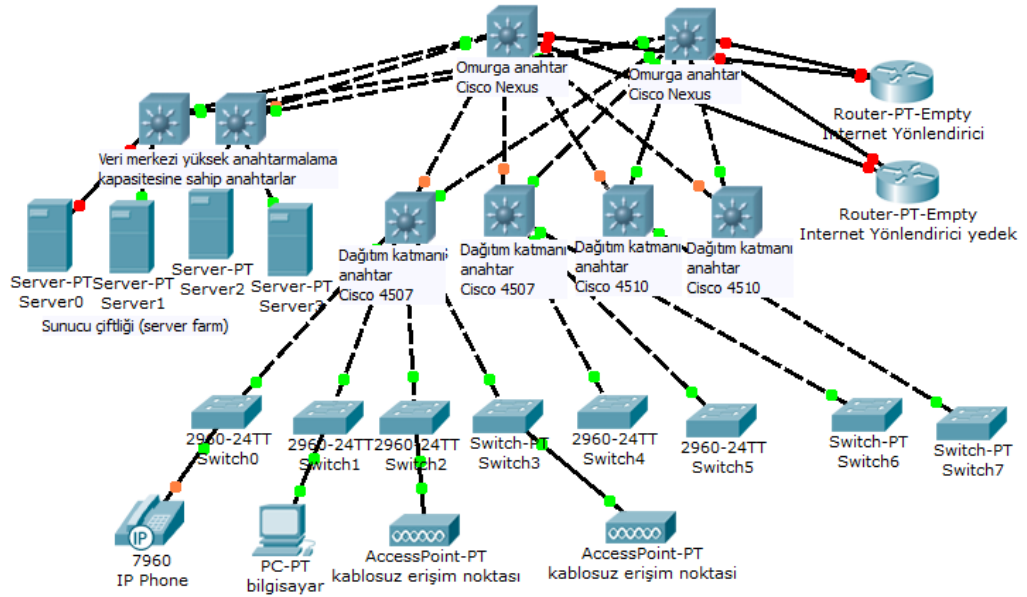 Omurga anahtar
Cisco Nexus
Omurga anahtar
Cisco Nexus
Router-PT-Empty
Internet Yönlendirici
Router-PT-Empty
Internet Yönlendirici yedek
Veri merkezi yüksek anahtarmalama
kapasitesine sahip anahtarlar
Server-PT
Server0
Server-PT
Server1
Server-PT
Server2
Server-PT
Server3
Sunucu çiftliği (server farm)
Dağıtım katmanı
anahtar
Cisco 4507
Dağıtım katmanı
anahtar
Cisco 4507
Dağıtım katmanı
anahtar
Cisco 4510
Dağıtım katmanı
anahtar
Cisco 4510
2960-24TT
Switch0
2960-24TT
Switch1
2960-24TT
Switch2
Switch-PT
Switch3
2960-24TT
Switch4
2960-24TT
Switch5
Switch-PT
Switch6
Switch-PT
Switch7
IP
7960
IP Phone
PC-PT
bilgisayar
AccessPoint-PT
kablosuz erişim noktası
AccessPoint-PT
kablosuz erişim noktasi